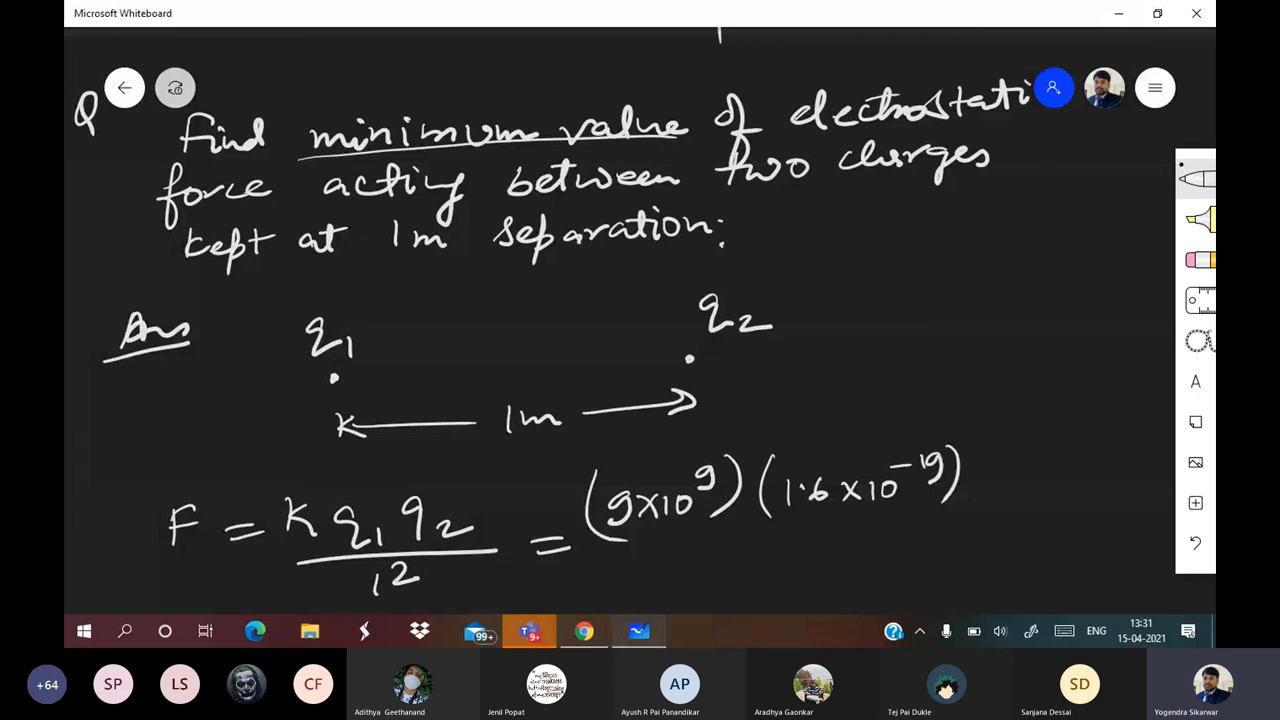 Microsoft Whiteboard
Q
Find minimum value of electrostati
force acting between two charges
kept at 1m separation:
Ans
q1
q2
1m
F = K q1 q2 / 1² = (9×10⁹) (1.6×10⁻¹⁹)
A
99+
9+
ENG
13:31
15-04-2021
+64
SP
LS
CF
Adithya Geethanand
Jenil Popat
AP
Ayush R Pai Panandikar
Aradhya Gaonkar
Tej Pai Dukle
SD
Sanjana Dessai
Yogendra Sikarwar